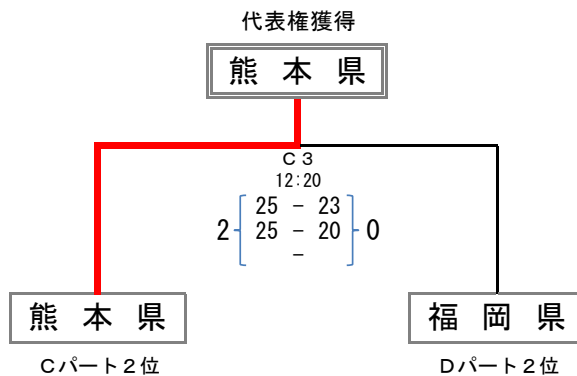 代表権獲得
熊 本 県
C3
12:20
25 - 23
2 25 - 20 0
-
熊 本 県 福 岡 県
Cパート2位 Dパート2位